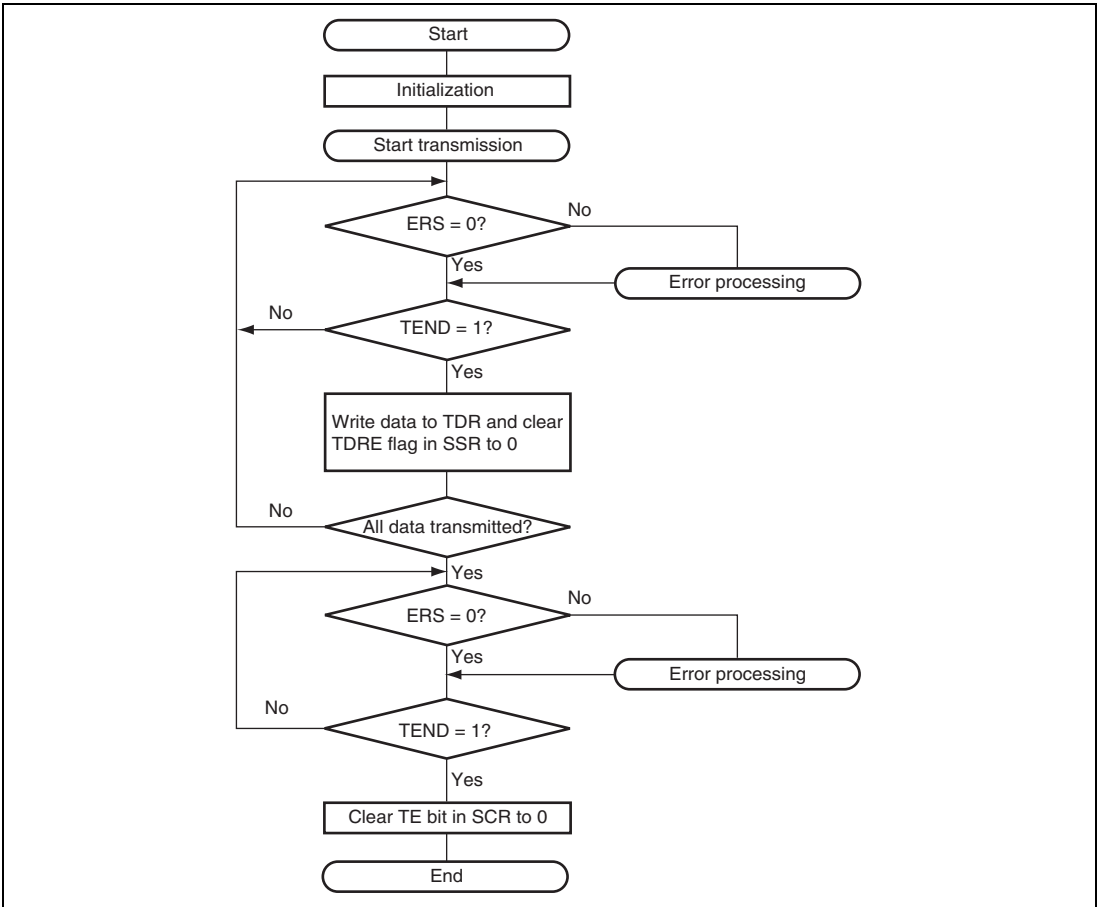 Start
Initialization
Start transmission
ERS = 0?
No
Yes
Error processing
No
TEND = 1?
Yes
Write data to TDR and clear
TDRE flag in SSR to 0
No
All data transmitted?
Yes
ERS = 0?
No
Yes
Error processing
No
TEND = 1?
Yes
Clear TE bit in SCR to 0
End